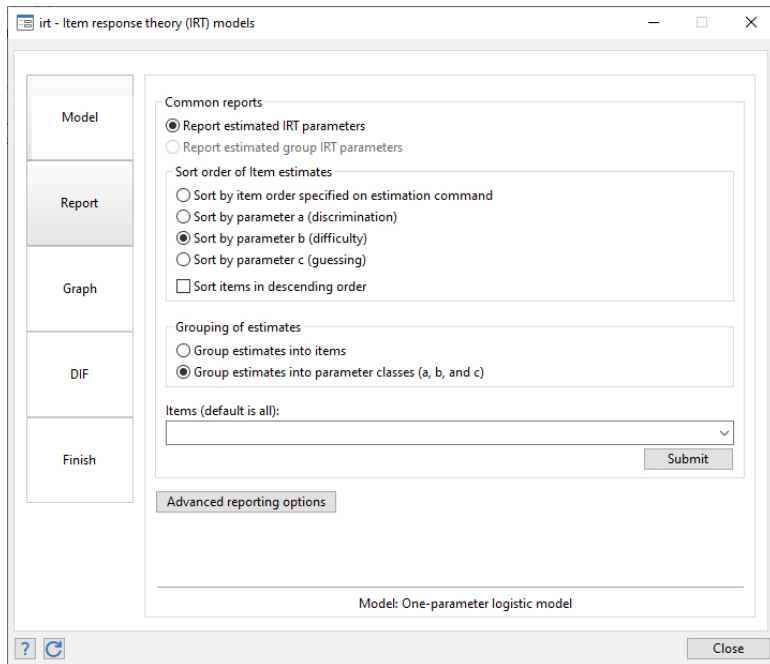 irt - Item response theory (IRT) models
Model
Report
Graph
DIF
Finish
Common reports
Report estimated IRT parameters
Report estimated group IRT parameters
Sort order of Item estimates
Sort by item order specified on estimation command
Sort by parameter a (discrimination)
Sort by parameter b (difficulty)
Sort by parameter c (guessing)
Sort items in descending order
Grouping of estimates
Group estimates into items
Group estimates into parameter classes (a, b, and c)
Items (default is all):
Submit
Advanced reporting options
Model: One-parameter logistic model
?
Close